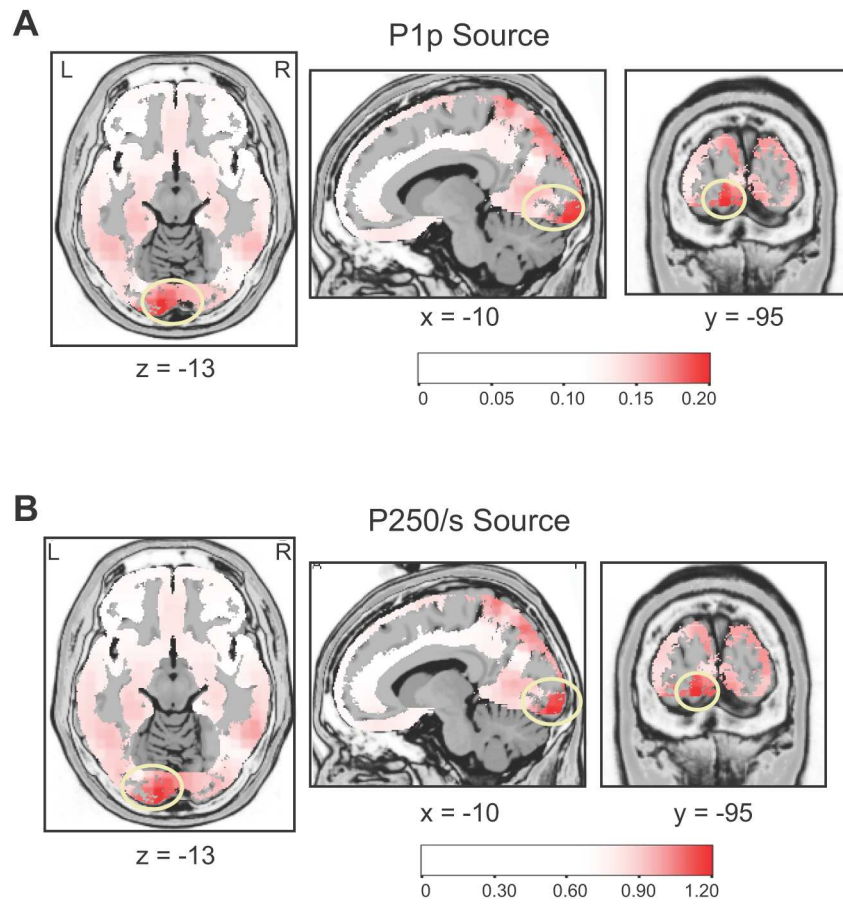 A
P1p Source
L R
x = -10
y = -95
z = -13
0 0.05 0.10 0.15 0.20
B
P250/s Source
L R
x = -10
y = -95
z = -13
0 0.30 0.60 0.90 1.20